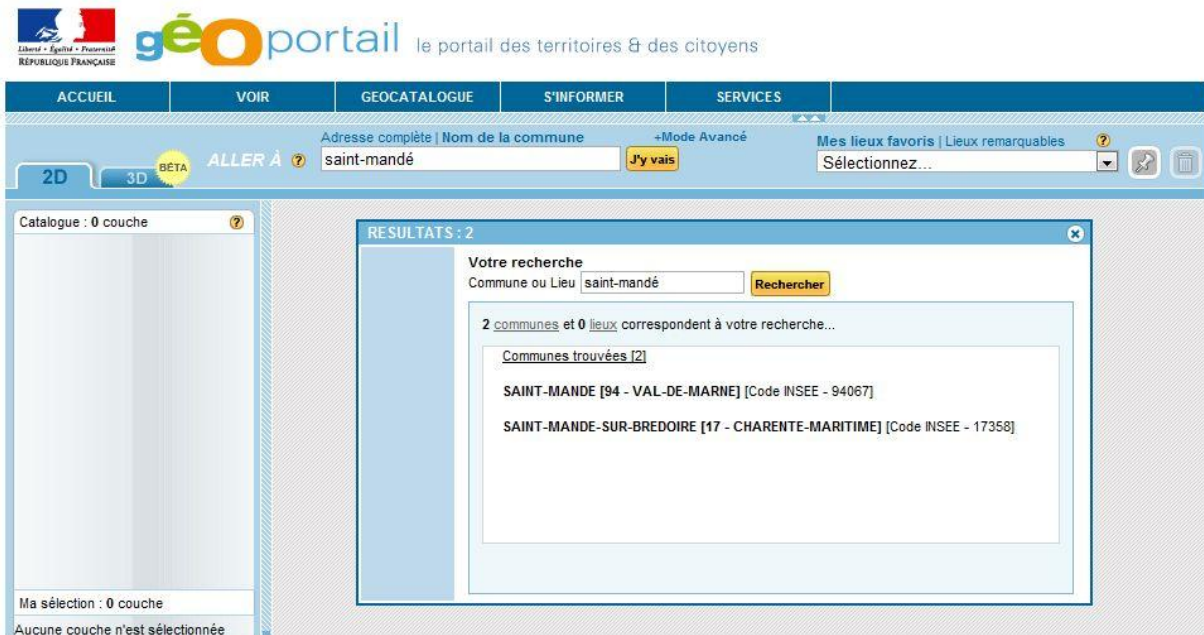 Liberté • Égalité • Fraternité
RÉPUBLIQUE FRANÇAISE
géoportail le portail des territoires & des citoyens
ACCUEIL VOIR GEOCATALOGUE S'INFORMER SERVICES
Adresse complète | Nom de la commune +Mode Avancé Mes lieux favoris | Lieux remarquables ?
2D 3D BÉTA ALLER À ? saint-mandé J'y vais Sélectionnez...
Catalogue : 0 couche ?
RESULTATS : 2
Votre recherche
Commune ou Lieu saint-mandé Rechercher
2 communes et 0 lieux correspondent à votre recherche...
Communes trouvées [2]
SAINT-MANDE [94 - VAL-DE-MARNE] [Code INSEE - 94067]
SAINT-MANDE-SUR-BREDOIRE [17 - CHARENTE-MARITIME] [Code INSEE - 17358]
Ma sélection : 0 couche
Aucune couche n'est sélectionnée